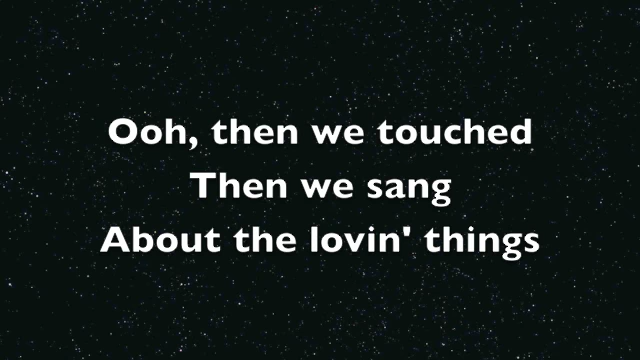 Ooh, then we touched
Then we sang
About the lovin' things